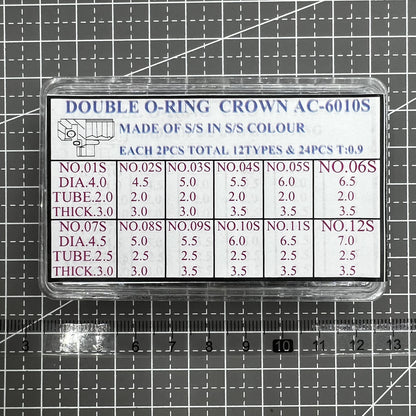 DOUBLE O-RING CROWN AC-6010S
MADE OF S/S IN S/S COLOUR
EACH 2PCS TOTAL 12TYPES & 24PCS T:0.9
NO.01S NO.02S NO.03S NO.04S NO.05S NO.06S
DIA.4.0 4.5 5.0 5.5 6.0 6.5
TUBE.2.0 2.0 2.0 2.0 2.0 2.0
THICK.3.0 3.0 3.5 3.5 3.5 3.5
NO.07S NO.08S NO.09S NO.10S NO.11S NO.12S
DIA.4.5 5.0 5.5 6.0 6.5 7.0
TUBE.2.5 2.5 2.5 2.5 2.5 2.5
THICK.3.0 3.0 3.5 3.5 3.5 3.5
3 6 7 8 9 10 11 12 13